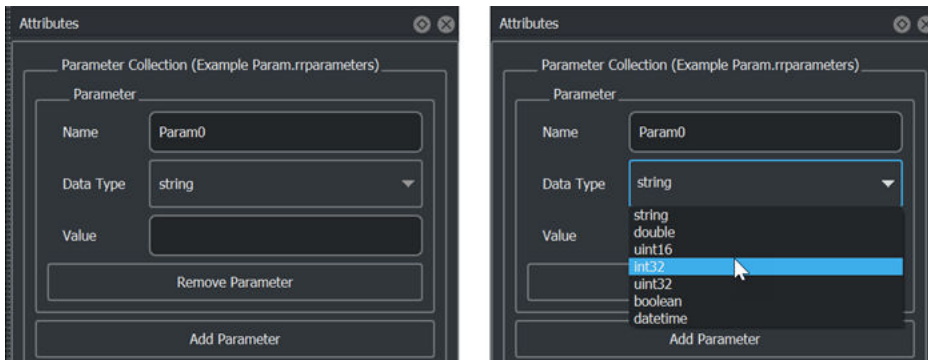 Attributes
Parameter Collection (Example Param.rrparameters)
Parameter
Name Param0
Data Type string
Value
Remove Parameter
Add Parameter
Attributes
Parameter Collection (Example Param.rrparameters)
Parameter
Name Param0
Data Type string
Value
string
double
uint16
int32
uint32
boolean
datetime
Add Parameter